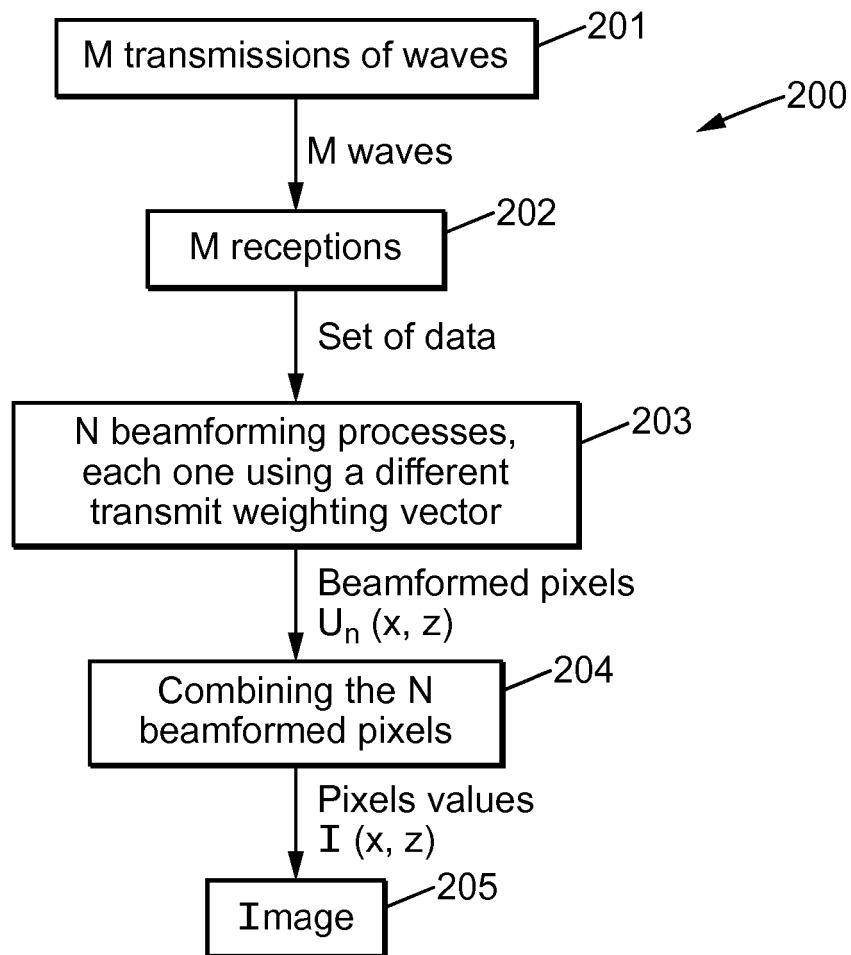 M transmissions of waves
201
200
M waves
202
M receptions
Set of data
203
N beamforming processes,
each one using a different
transmit weighting vector
Beamformed pixels
Un (x, z)
204
Combining the N
beamformed pixels
Pixels values
I (x, z)
205
Image